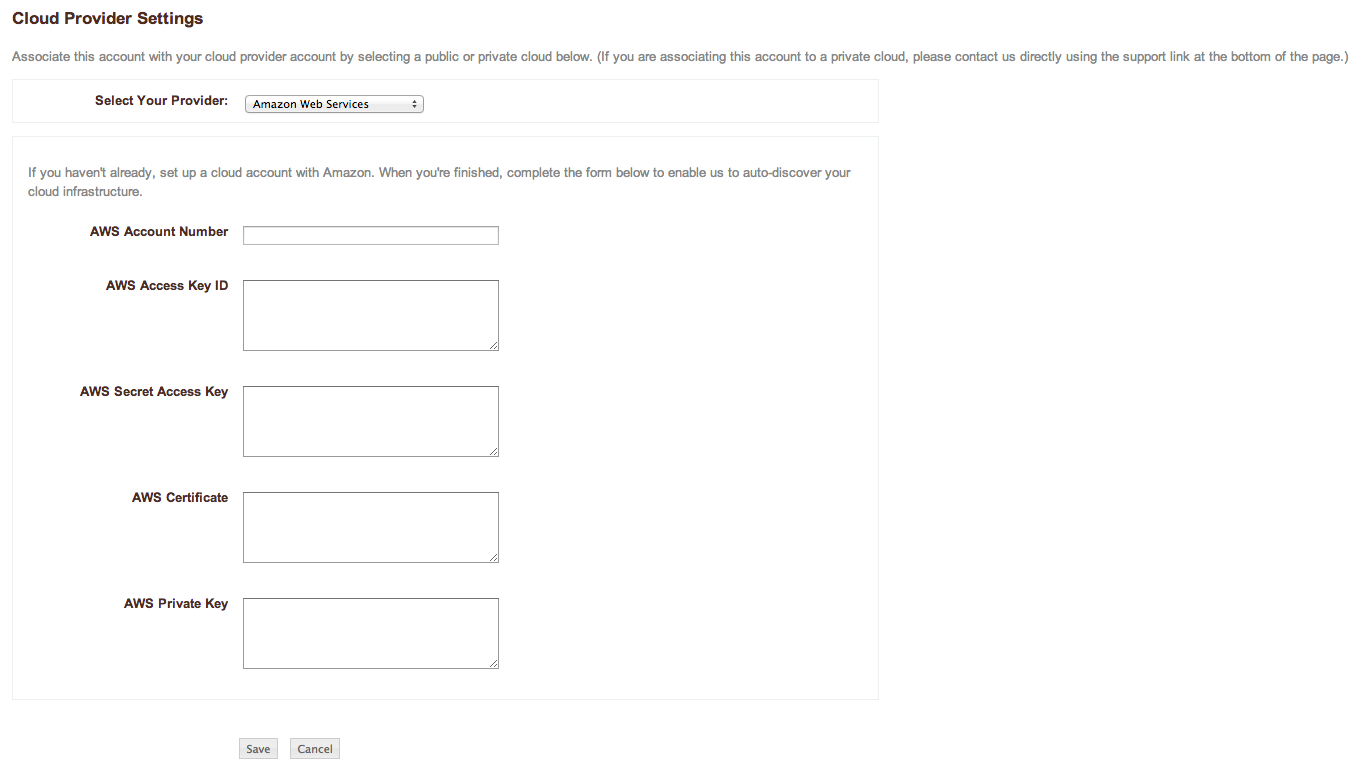 Cloud Provider Settings
Associate this account with your cloud provider account by selecting a public or private cloud below. (If you are associating this account to a private cloud, please contact us directly using the support link at the bottom of the page.)
Select Your Provider: Amazon Web Services
If you haven't already, set up a cloud account with Amazon. When you're finished, complete the form below to enable us to auto-discover your
cloud infrastructure.
AWS Account Number
AWS Access Key ID
AWS Secret Access Key
AWS Certificate
AWS Private Key
Save Cancel